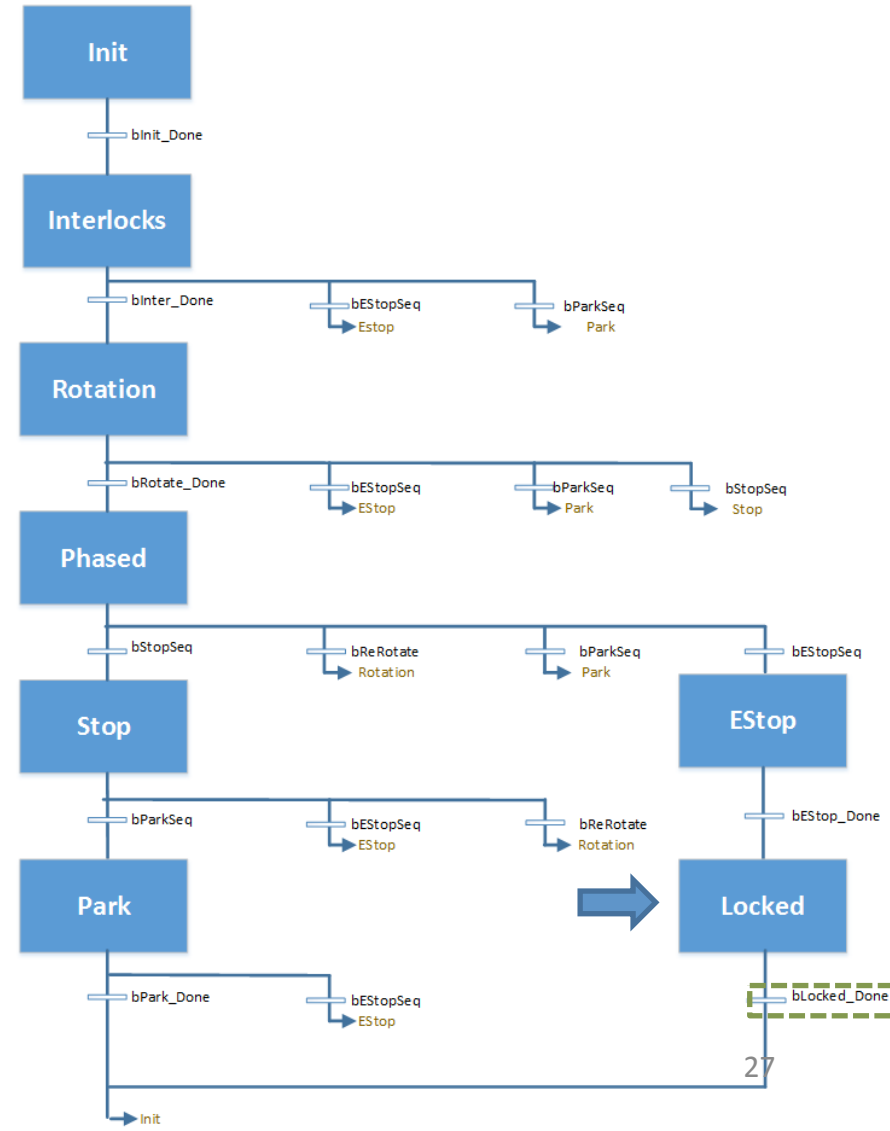 Init
bInit_Done
Interlocks
bInter_Done
bEStopSeq
Estop
bParkSeq
Park
Rotation
bRotate_Done
bEStopSeq
EStop
bParkSeq
Park
bStopSeq
Stop
Phased
bStopSeq
bReRotate
Rotation
bParkSeq
Park
bEStopSeq
Stop
EStop
bParkSeq
bEStopSeq
EStop
bReRotate
Rotation
bEStop_Done
Park
Locked
bPark_Done
bEStopSeq
EStop
bLocked_Done
27
Init